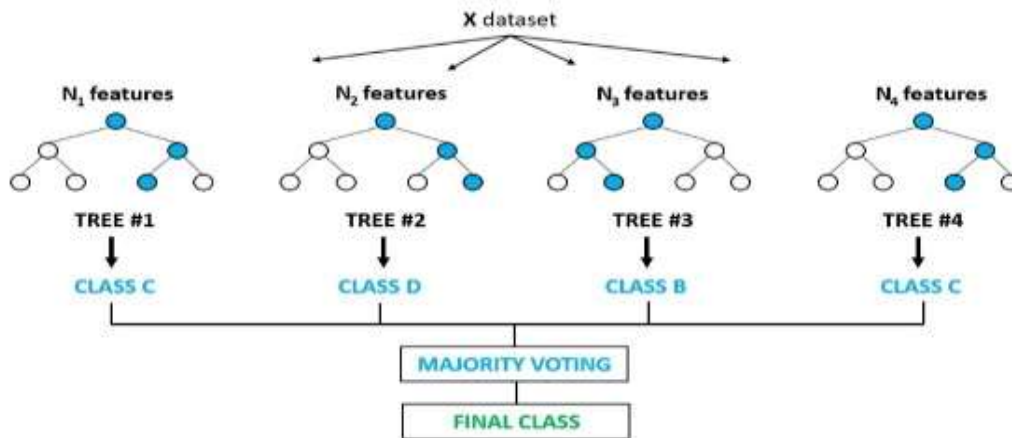 X dataset
N₁ features N₂ features N₃ features N₄ features
TREE #1 TREE #2 TREE #3 TREE #4
CLASS C CLASS D CLASS B CLASS C
MAJORITY VOTING
FINAL CLASS